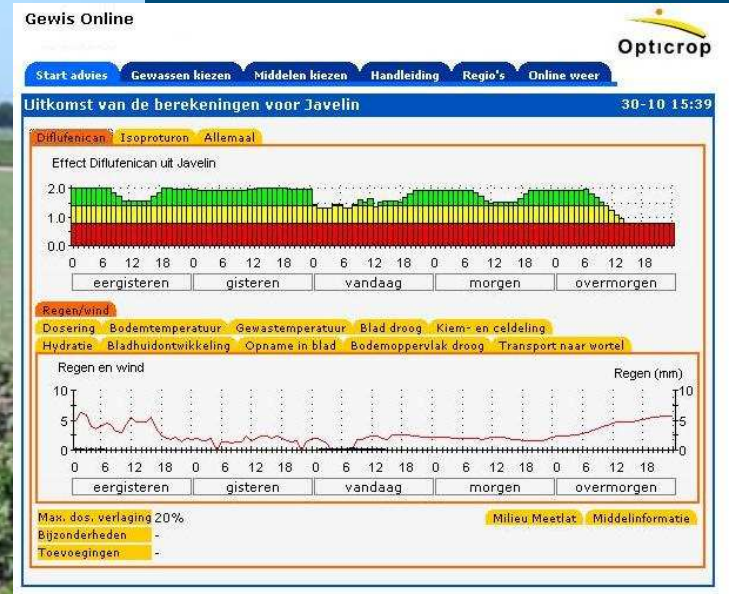 Gewis Online
Opticrop
Start advies Gewassen kiezen Middelen kiezen Handleiding Regio's Online weer
Uitkomst van de berekeningen voor Javelin 30-10 15:39
Diflufenican Isoproturon Allemaal
Effect Diflufenican uit Javelin
2.0
1.0
0.0
0 6 12 18 0 6 12 18 0 6 12 18 0 6 12 18 0 6 12 18
eergisteren gisteren vandaag morgen overmorgen
Regen/wind
Dosering Bodemtemperatuur Gewastemperatuur Blad droog Kiem- en celdeling
Hydratie Bladhuidontwikkeling Opname in blad Bodemoppervlak droog Transport naar wortel
Regen en wind Regen (mm)
10 10
5 5
0 0
0 6 12 18 0 6 12 18 0 6 12 18 0 6 12 18 0 6 12 18
eergisteren gisteren vandaag morgen overmorgen
Max. dos. verlaging 20% Milieu Meetlat Middelinformatie
Bijzonderheden -
Toevoegingen -